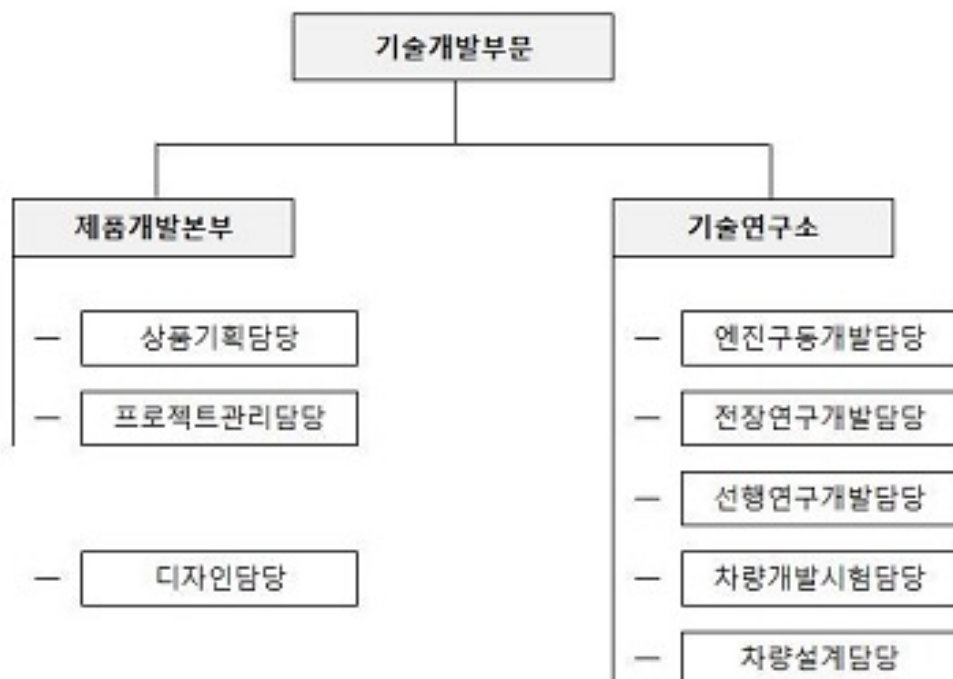 기술개발부문
제품개발본부
기술연구소
상품기획담당
엔진구동개발담당
프로젝트관리담당
전장연구개발담당
선행연구개발담당
디자인담당
차량개발시험담당
차량설계담당